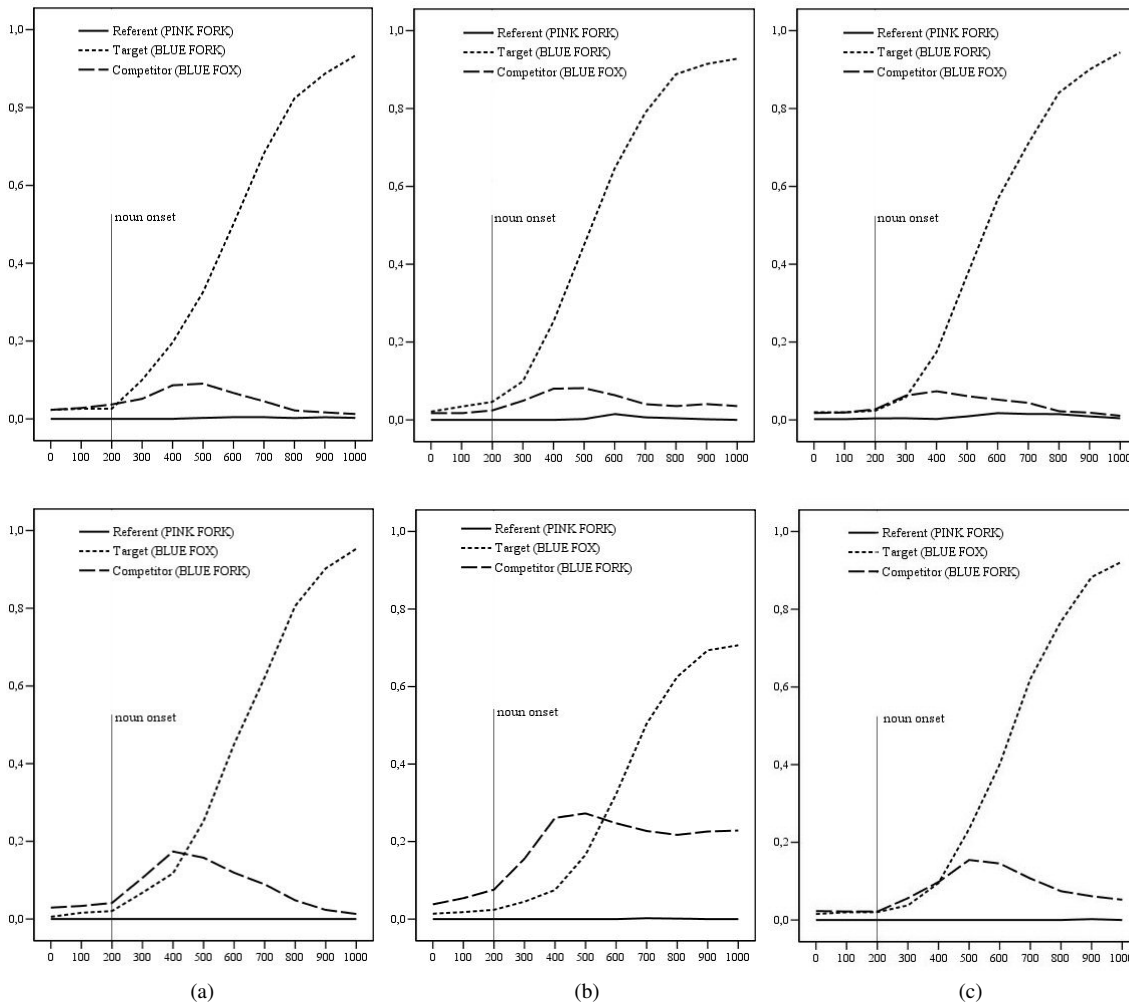 1,0
0,8
0,6
0,4
0,2
0,0
Referent (PINK FORK)
Target (BLUE FORK)
Competitor (BLUE FOX)
noun onset
0 100 200 300 400 500 600 700 800 900 1000
1,0
0,8
0,6
0,4
0,2
0,0
Referent (PINK FORK)
Target (BLUE FORK)
Competitor (BLUE FOX)
noun onset
0 100 200 300 400 500 600 700 800 900 1000
1,0
0,8
0,6
0,4
0,2
0,0
Referent (PINK FORK)
Target (BLUE FORK)
Competitor (BLUE FOX)
noun onset
0 100 200 300 400 500 600 700 800 900 1000
1,0
0,8
0,6
0,4
0,2
0,0
Referent (PINK FORK)
Target (BLUE FOX)
Competitor (BLUE FORK)
noun onset
0 100 200 300 400 500 600 700 800 900 1000
1,0
0,8
0,6
0,4
0,2
0,0
Referent (PINK FORK)
Target (BLUE FOX)
Competitor (BLUE FORK)
noun onset
0 100 200 300 400 500 600 700 800 900 1000
1,0
0,8
0,6
0,4
0,2
0,0
Referent (PINK FORK)
Target (BLUE FOX)
Competitor (BLUE FORK)
noun onset
0 100 200 300 400 500 600 700 800 900 1000
(a) (b) (c)